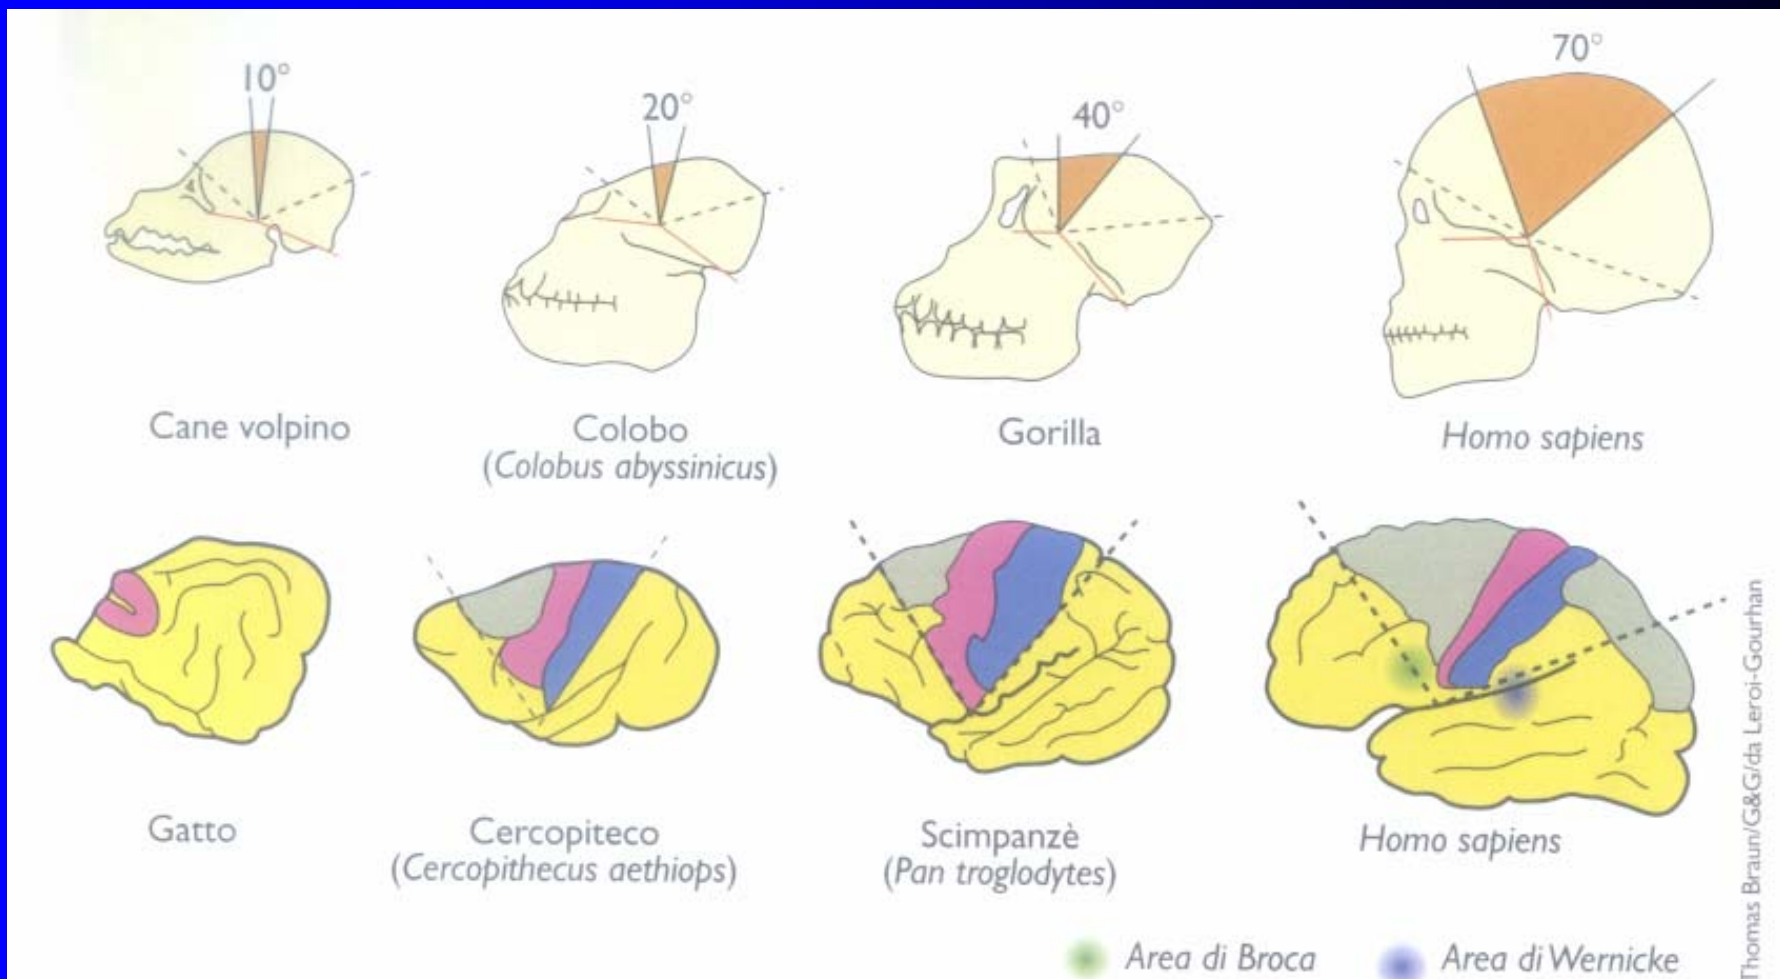 10°
20°
40°
70°
Cane volpino
Colobo
(Colobus abyssinicus)
Gorilla
Homo sapiens
Gatto
Cercopiteco
(Cercopithecus aethiops)
Scimpanzè
(Pan troglodytes)
Homo sapiens
Area di Broca
Area di Wernicke
Thomas Braun/G&G/da Leroi-Gourhan